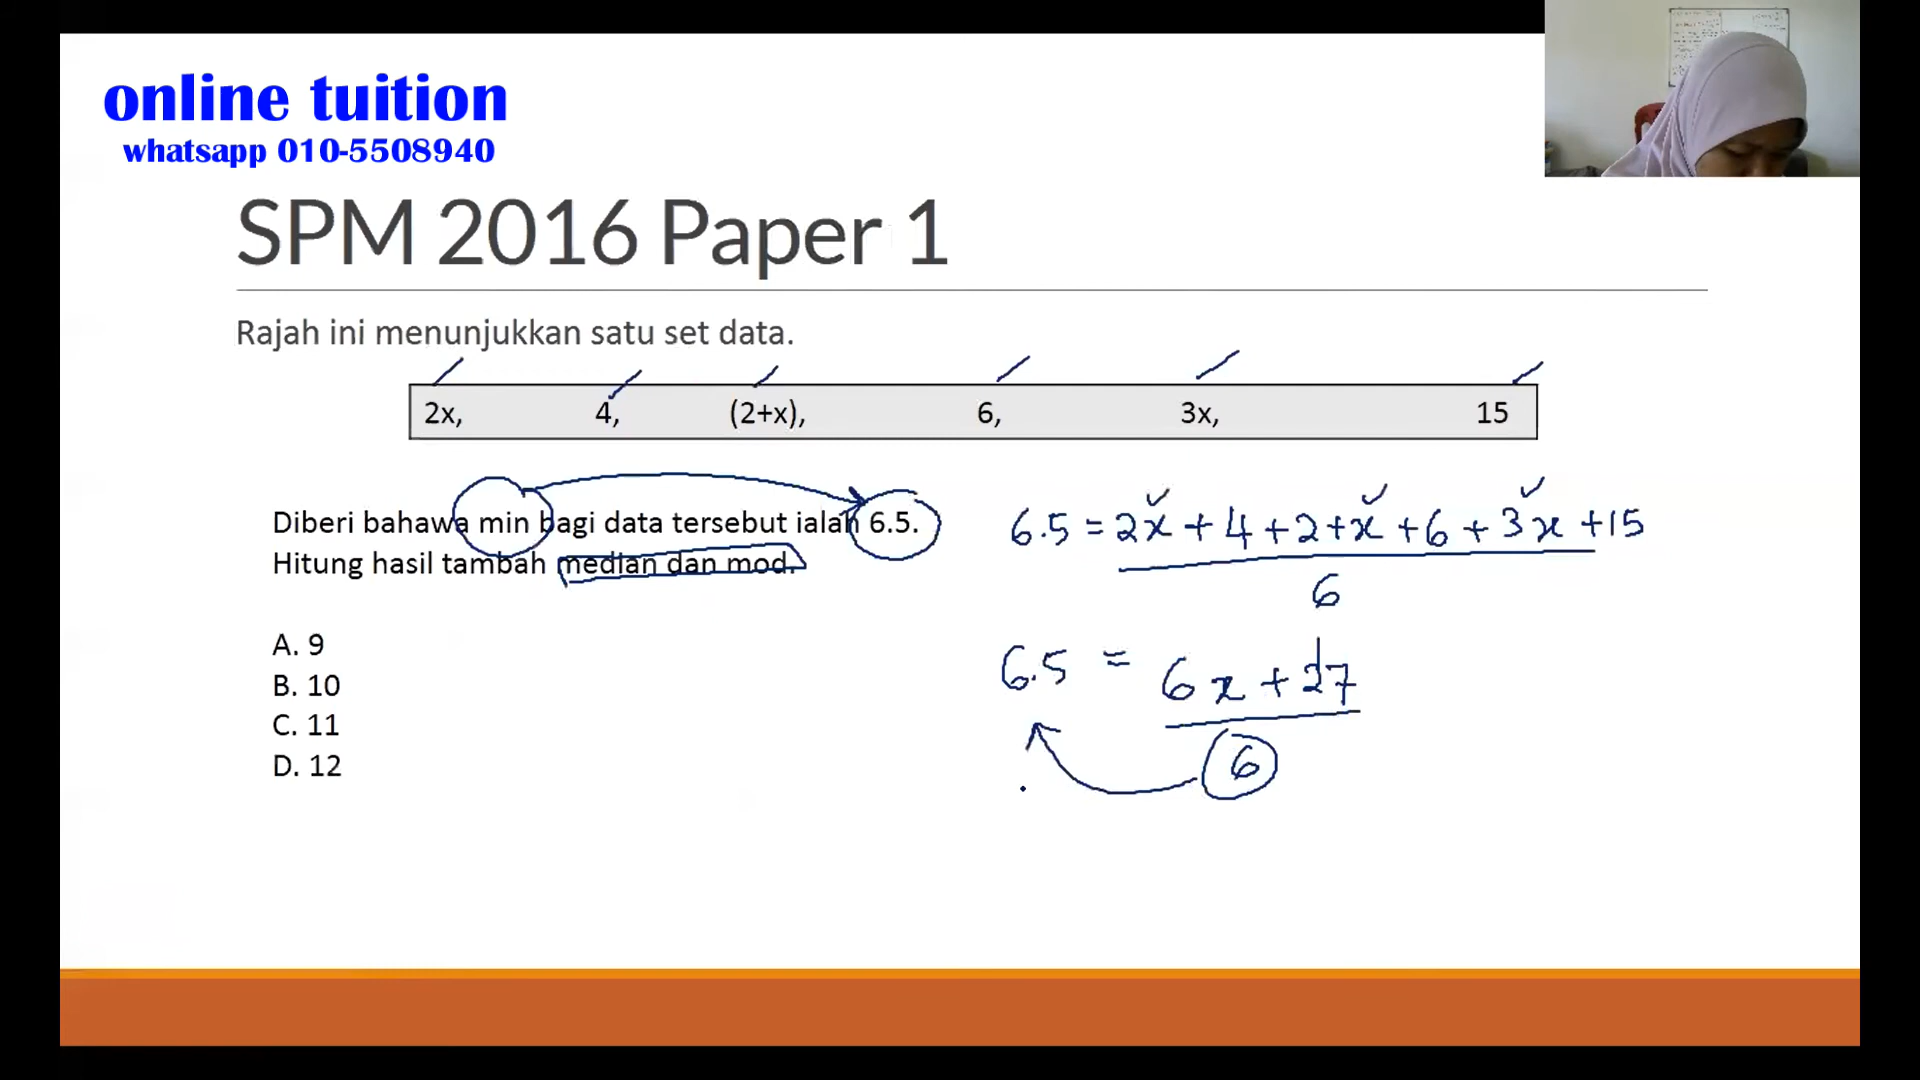 online tuition
whatsapp 010-5508940
SPM 2016 Paper 1
Rajah ini menunjukkan satu set data.
2x, 4, (2+x), 6, 3x, 15
Diberi bahawa min bagi data tersebut ialah 6.5.
Hitung hasil tambah median dan mod.
A. 9
B. 10
C. 11
D. 12
6.5 = 2x + 4 + 2 + x + 6 + 3x + 15
6
6.5 = 6x + 27
6